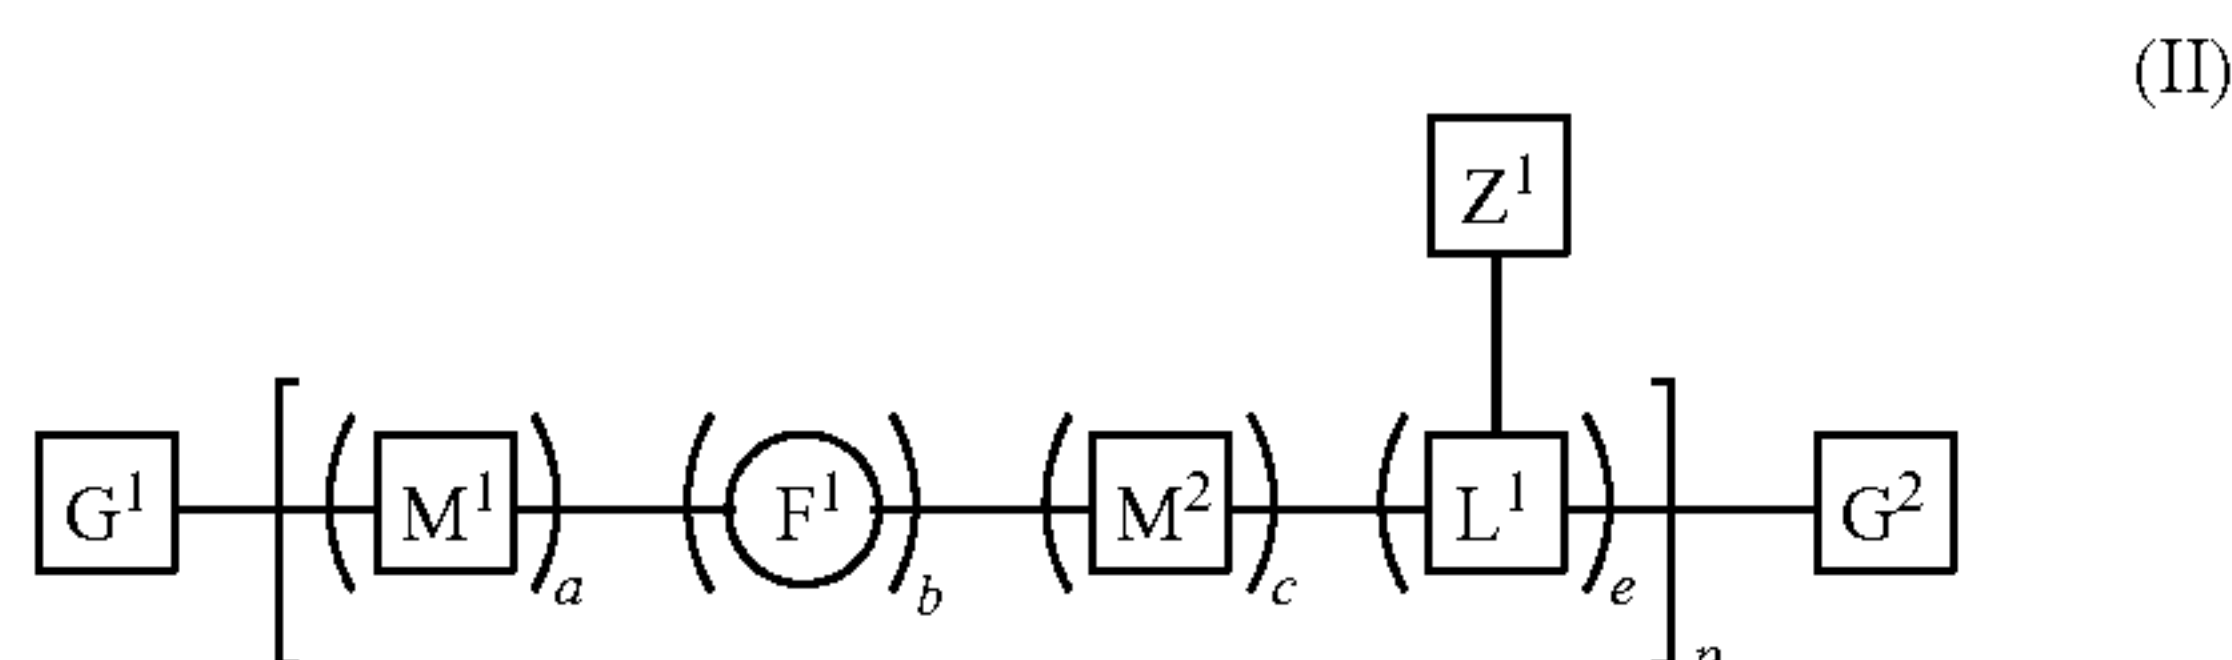 (II)
Z¹
G¹ [ ( M¹ )a ( F¹ )b ( M² )c ( L¹ )e ]n G²